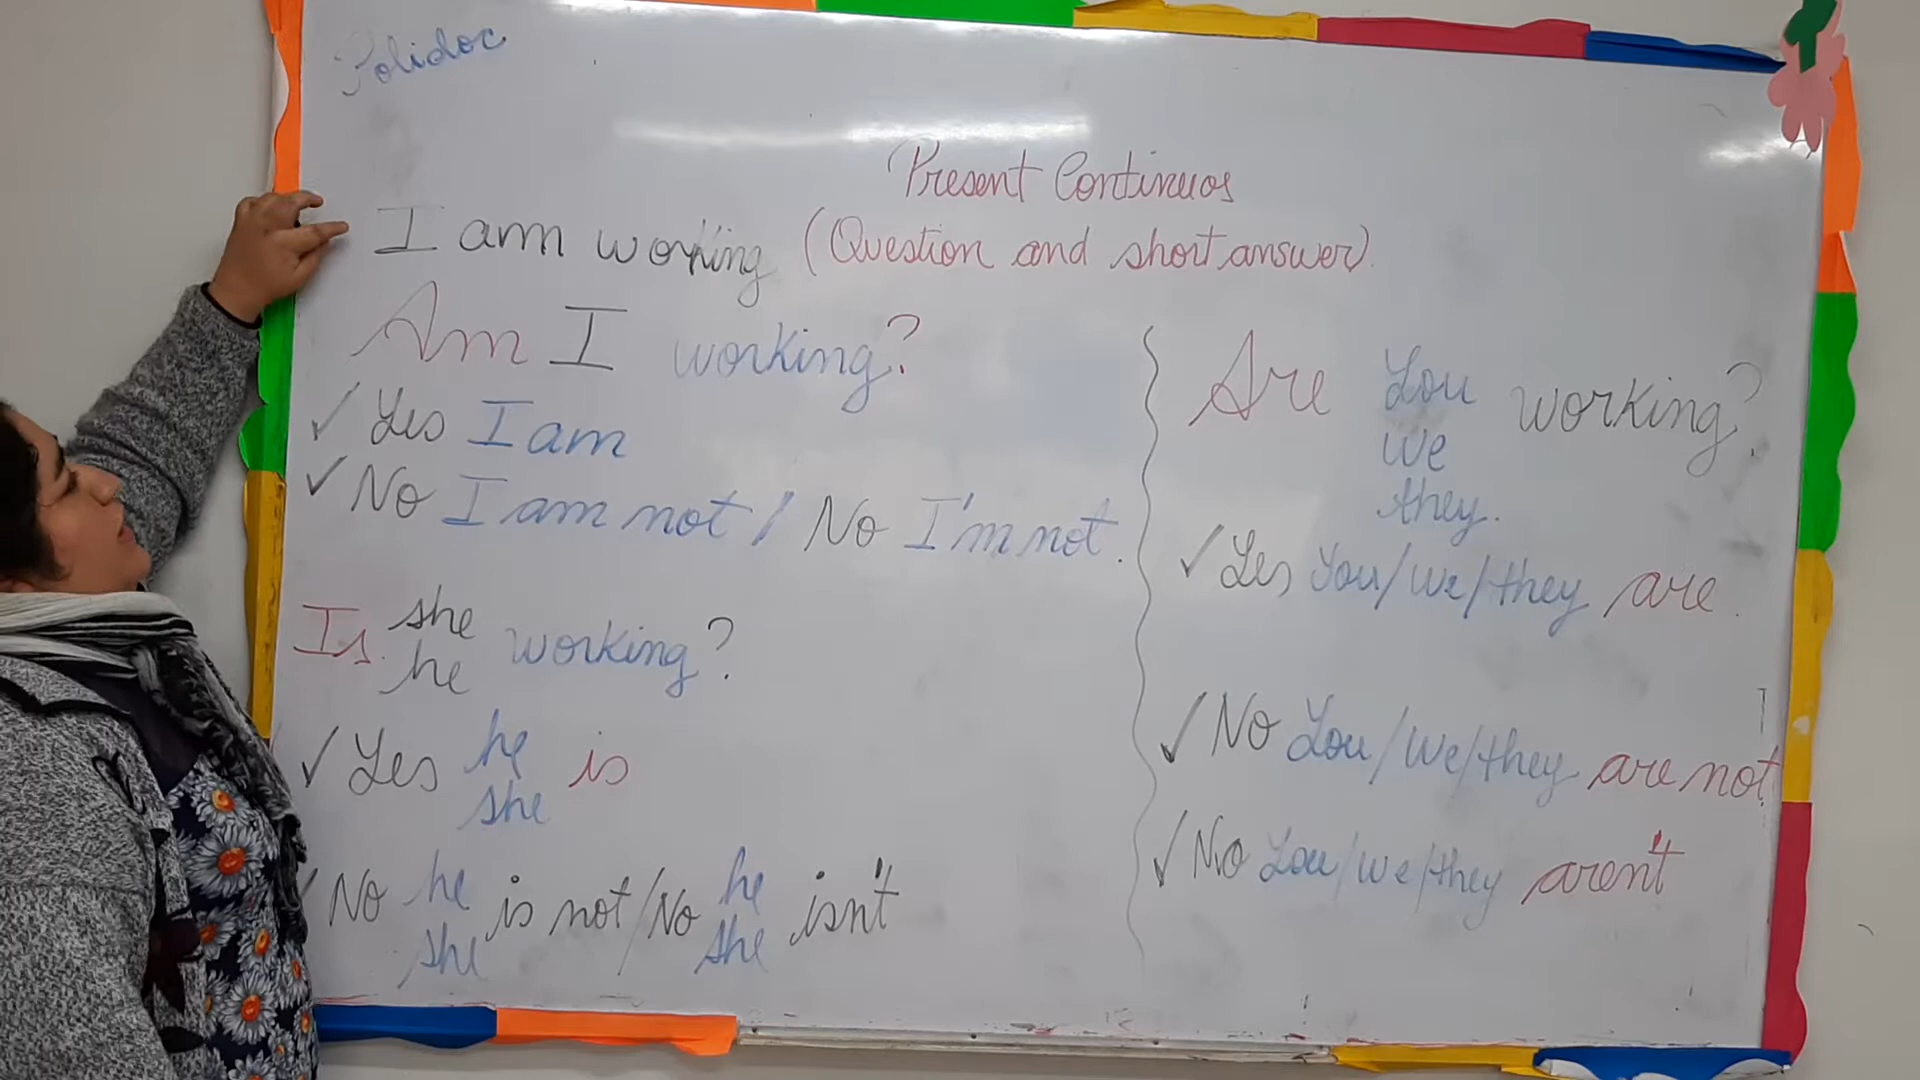 Polidoc
Present Continuos
I am working (Question and short answer).
Am I working?
✓ Yes I am
✓ No I am not / No I'm not.
Is she working?
he
✓ Yes he is
she
✓ No he is not / No he isn't
she she
Are You working?
we
they.
✓ Yes You/we/they are.
✓ No You/we/they are not
✓ No You/we/they aren't